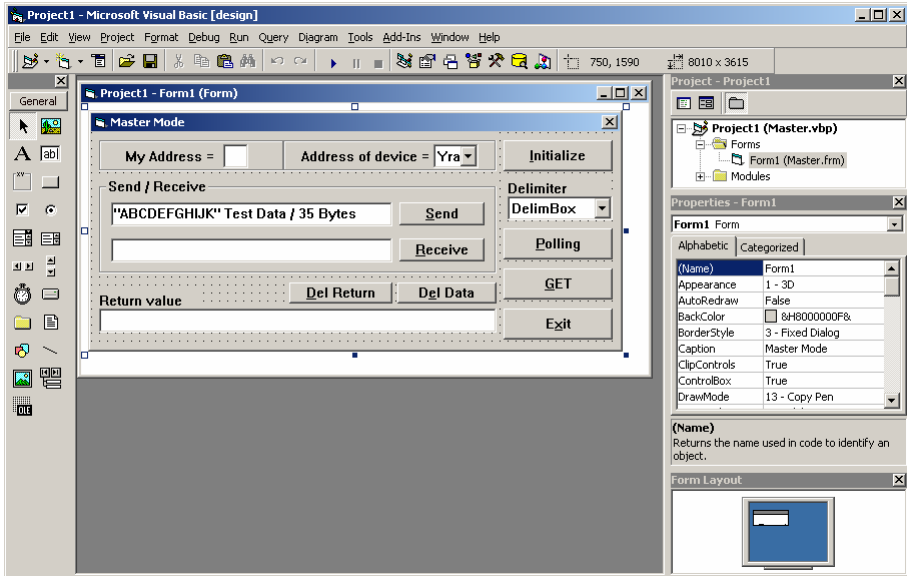 Project1 - Microsoft Visual Basic [design]
File Edit View Project Format Debug Run Query Diagram Tools Add-Ins Window Help
750, 1590 8010 x 3615
General
A ab|
XY
OLE
Project1 - Form1 (Form)
Master Mode
My Address = Address of device = Yra
Initialize
Send / Receive
"ABCDEFGHIJK" Test Data / 35 Bytes
Send
Receive
Delimiter
DelimBox
Polling
GET
Exit
Del Return Del Data
Return value
Project - Project1
Project1 (Master.vbp)
Forms
Form1 (Master.frm)
Modules
Properties - Form1
Form1 Form
Alphabetic Categorized
(Name) Form1
Appearance 1 - 3D
AutoRedraw False
BackColor &H8000000F&
BorderStyle 3 - Fixed Dialog
Caption Master Mode
ClipControls True
ControlBox True
DrawMode 13 - Copy Pen
(Name)
Returns the name used in code to identify an
object.
Form Layout